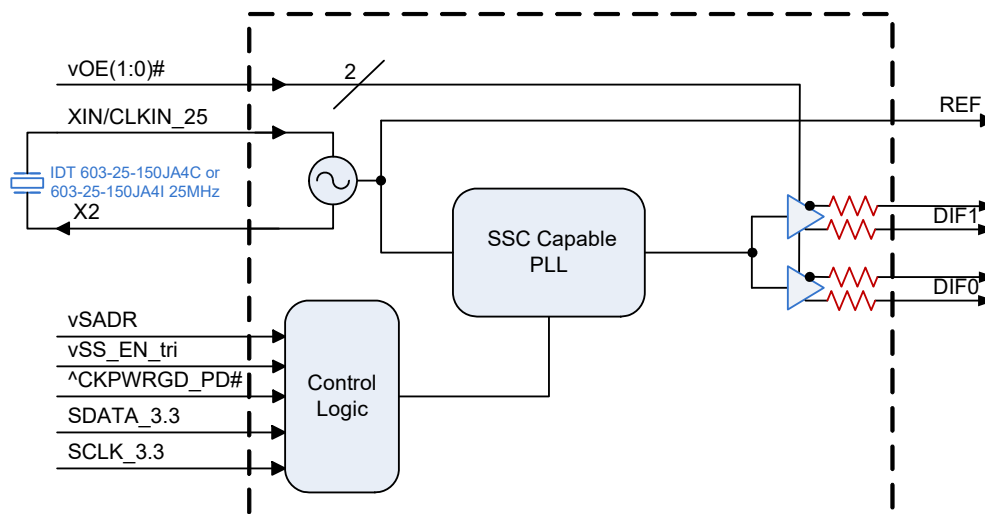 vOE(1:0)#
2
REF
XIN/CLKIN_25
IDT 603-25-150JA4C or
603-25-150JA4I 25MHz
X2
SSC Capable
PLL
DIF1
DIF0
vSADR
vSS_EN_tri
^CKPWRGD_PD#
SDATA_3.3
SCLK_3.3
Control
Logic